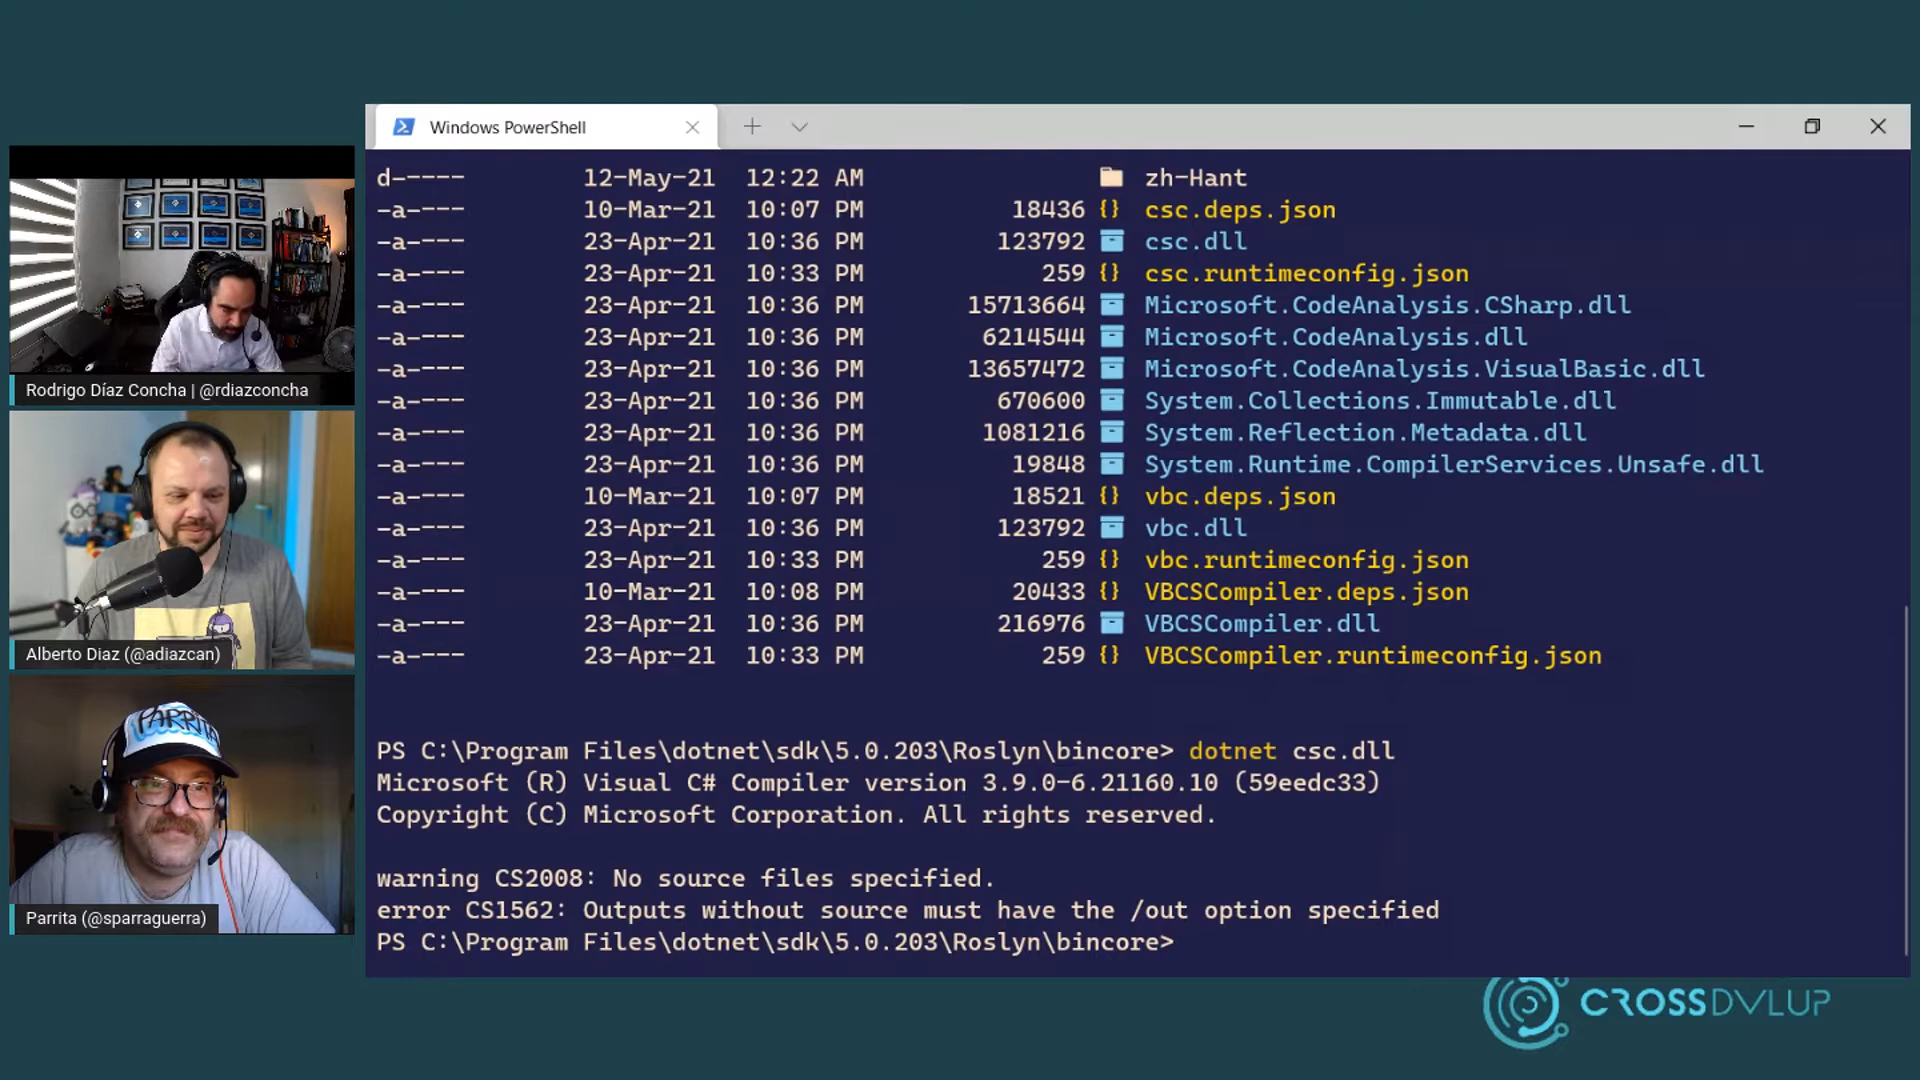 Windows PowerShell
d----- 12-May-21 12:22 AM zh-Hant
-a---- 10-Mar-21 10:07 PM 18436 {} csc.deps.json
-a---- 23-Apr-21 10:36 PM 123792 csc.dll
-a---- 23-Apr-21 10:33 PM 259 {} csc.runtimeconfig.json
-a---- 23-Apr-21 10:36 PM 15713664 Microsoft.CodeAnalysis.CSharp.dll
-a---- 23-Apr-21 10:36 PM 6214544 Microsoft.CodeAnalysis.dll
-a---- 23-Apr-21 10:36 PM 13657472 Microsoft.CodeAnalysis.VisualBasic.dll
-a---- 23-Apr-21 10:36 PM 670600 System.Collections.Immutable.dll
-a---- 23-Apr-21 10:36 PM 1081216 System.Reflection.Metadata.dll
-a---- 23-Apr-21 10:36 PM 19848 System.Runtime.CompilerServices.Unsafe.dll
-a---- 10-Mar-21 10:07 PM 18521 {} vbc.deps.json
-a---- 23-Apr-21 10:36 PM 123792 vbc.dll
-a---- 23-Apr-21 10:33 PM 259 {} vbc.runtimeconfig.json
-a---- 10-Mar-21 10:08 PM 20433 {} VBCSCompiler.deps.json
-a---- 23-Apr-21 10:36 PM 216976 VBCSCompiler.dll
-a---- 23-Apr-21 10:33 PM 259 {} VBCSCompiler.runtimeconfig.json
PS C:\Program Files\dotnet\sdk\5.0.203\Roslyn\bincore> dotnet csc.dll
Microsoft (R) Visual C# Compiler version 3.9.0-6.21160.10 (59eedc33)
Copyright (C) Microsoft Corporation. All rights reserved.
warning CS2008: No source files specified.
error CS1562: Outputs without source must have the /out option specified
PS C:\Program Files\dotnet\sdk\5.0.203\Roslyn\bincore>
Rodrigo Díaz Concha | @rdiazconcha
Alberto Diaz (@adiazcan)
PARRITA
Parrita (@sparraguerra)
CROSSDVLUP